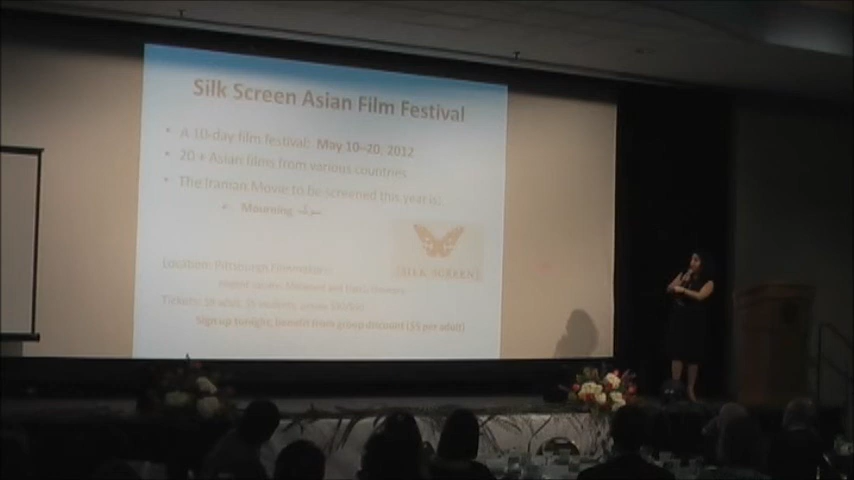 Silk Screen Asian Film Festival
• A 10-day film festival: May 10-20, 2012
• 20 + Asian films from various countries
• The Iranian Movie to be screened this year is:
Mourning سوگ
SILK SCREEN
Location: Pittsburgh Filmmakers
Tickets:
Sign up tonight, benefit from group discount ($5 per adult)